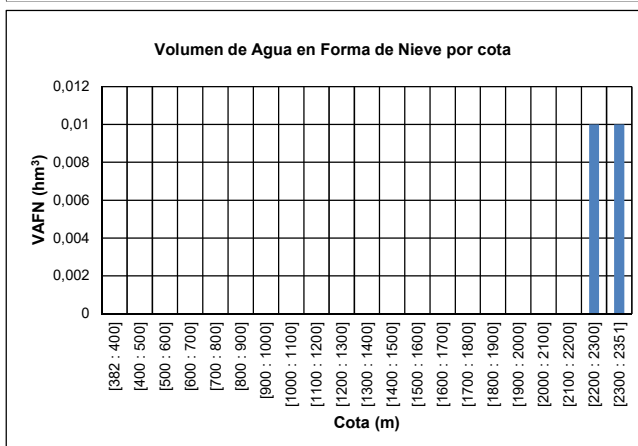 Volumen de Agua en Forma de Nieve por cota
VAFN (hm³)
0,012
0,01
0,008
0,006
0,004
0,002
0
[382 : 400]
[400 : 500]
[500 : 600]
[600 : 700]
[700 : 800]
[800 : 900]
[900 : 1000]
[1000 : 1100]
[1100 : 1200]
[1200 : 1300]
[1300 : 1400]
[1400 : 1500]
[1500 : 1600]
[1600 : 1700]
[1700 : 1800]
[1800 : 1900]
[1900 : 2000]
[2000 : 2100]
[2100 : 2200]
[2200 : 2300]
[2300 : 2351]
Cota (m)